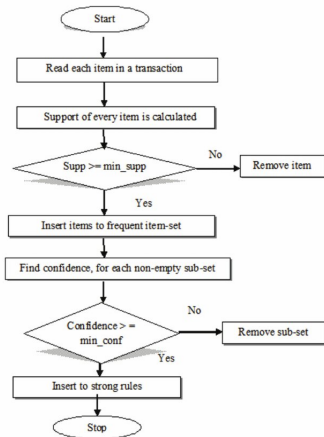 Start
Read each item in a transaction
Support of every item is calculated
Supp >= min_supp
No
Remove item
Yes
Insert items to frequent item-set
Find confidence, for each non-empty sub-set
Confidence > =
min_conf
No
Remove sub-set
Yes
Insert to strong rules
Stop